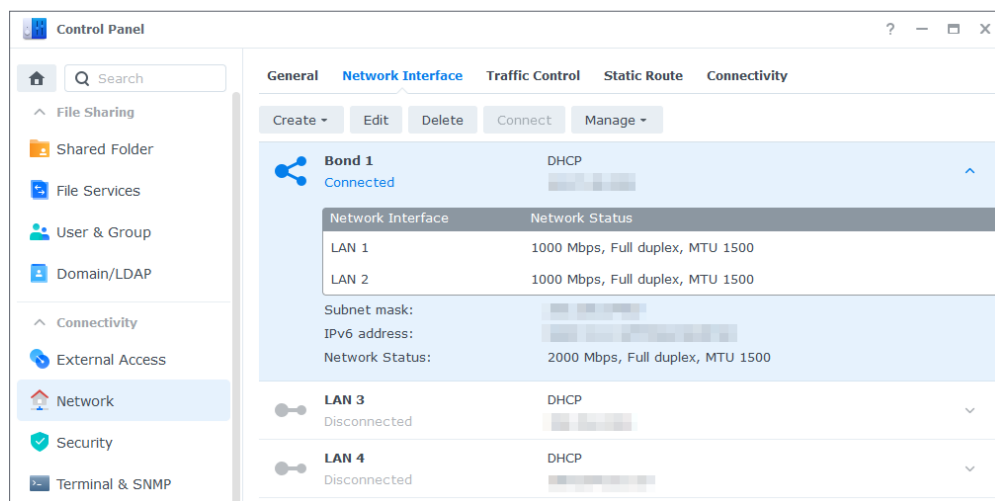 Control Panel
?
Search
General Network Interface Traffic Control Static Route Connectivity
File Sharing
Shared Folder
File Services
User & Group
Domain/LDAP
Connectivity
External Access
Network
Security
Terminal & SNMP
Create Edit Delete Connect Manage
Bond 1 DHCP
Connected
Network Interface Network Status
LAN 1 1000 Mbps, Full duplex, MTU 1500
LAN 2 1000 Mbps, Full duplex, MTU 1500
Subnet mask:
IPv6 address:
Network Status: 2000 Mbps, Full duplex, MTU 1500
LAN 3 DHCP
Disconnected
LAN 4 DHCP
Disconnected